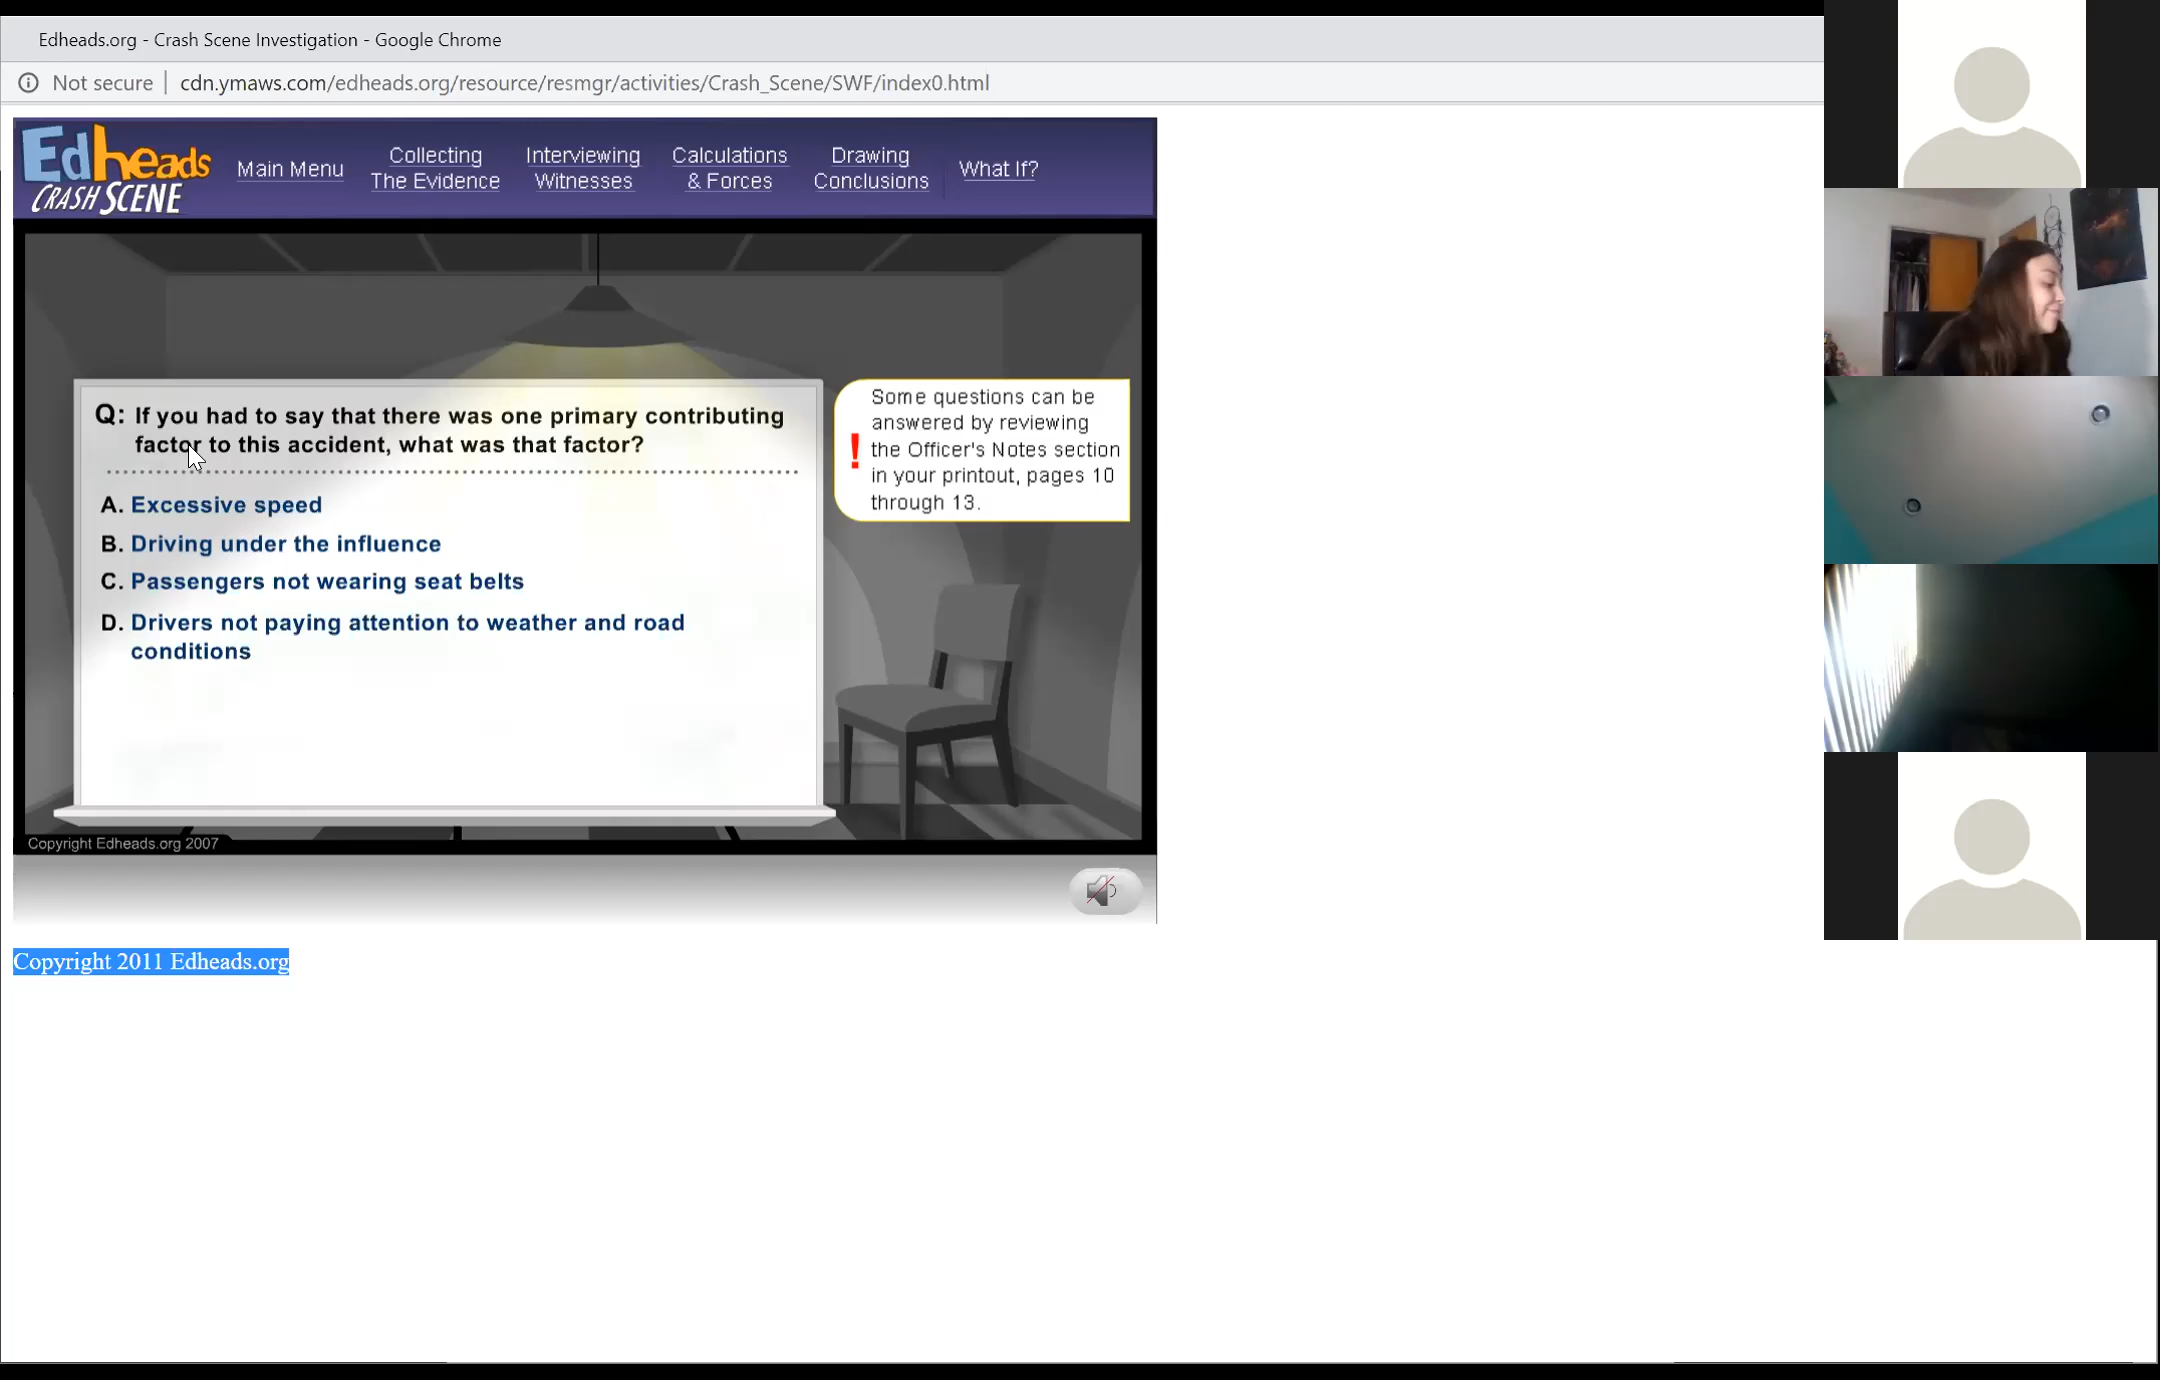 Edheads.org - Crash Scene Investigation - Google Chrome
Not secure | cdn.ymaws.com/edheads.org/resource/resmgr/activities/Crash_Scene/SWF/index0.html
Edheads
CRASH SCENE
Main Menu
Collecting
The Evidence
Interviewing
Witnesses
Calculations
& Forces
Drawing
Conclusions
What If?
Q: If you had to say that there was one primary contributing
factor to this accident, what was that factor?
A. Excessive speed
B. Driving under the influence
C. Passengers not wearing seat belts
D. Drivers not paying attention to weather and road
conditions
Some questions can be
answered by reviewing
! the Officer's Notes section
in your printout, pages 10
through 13.
Copyright Edheads.org 2007
Copyright 2011 Edheads.org